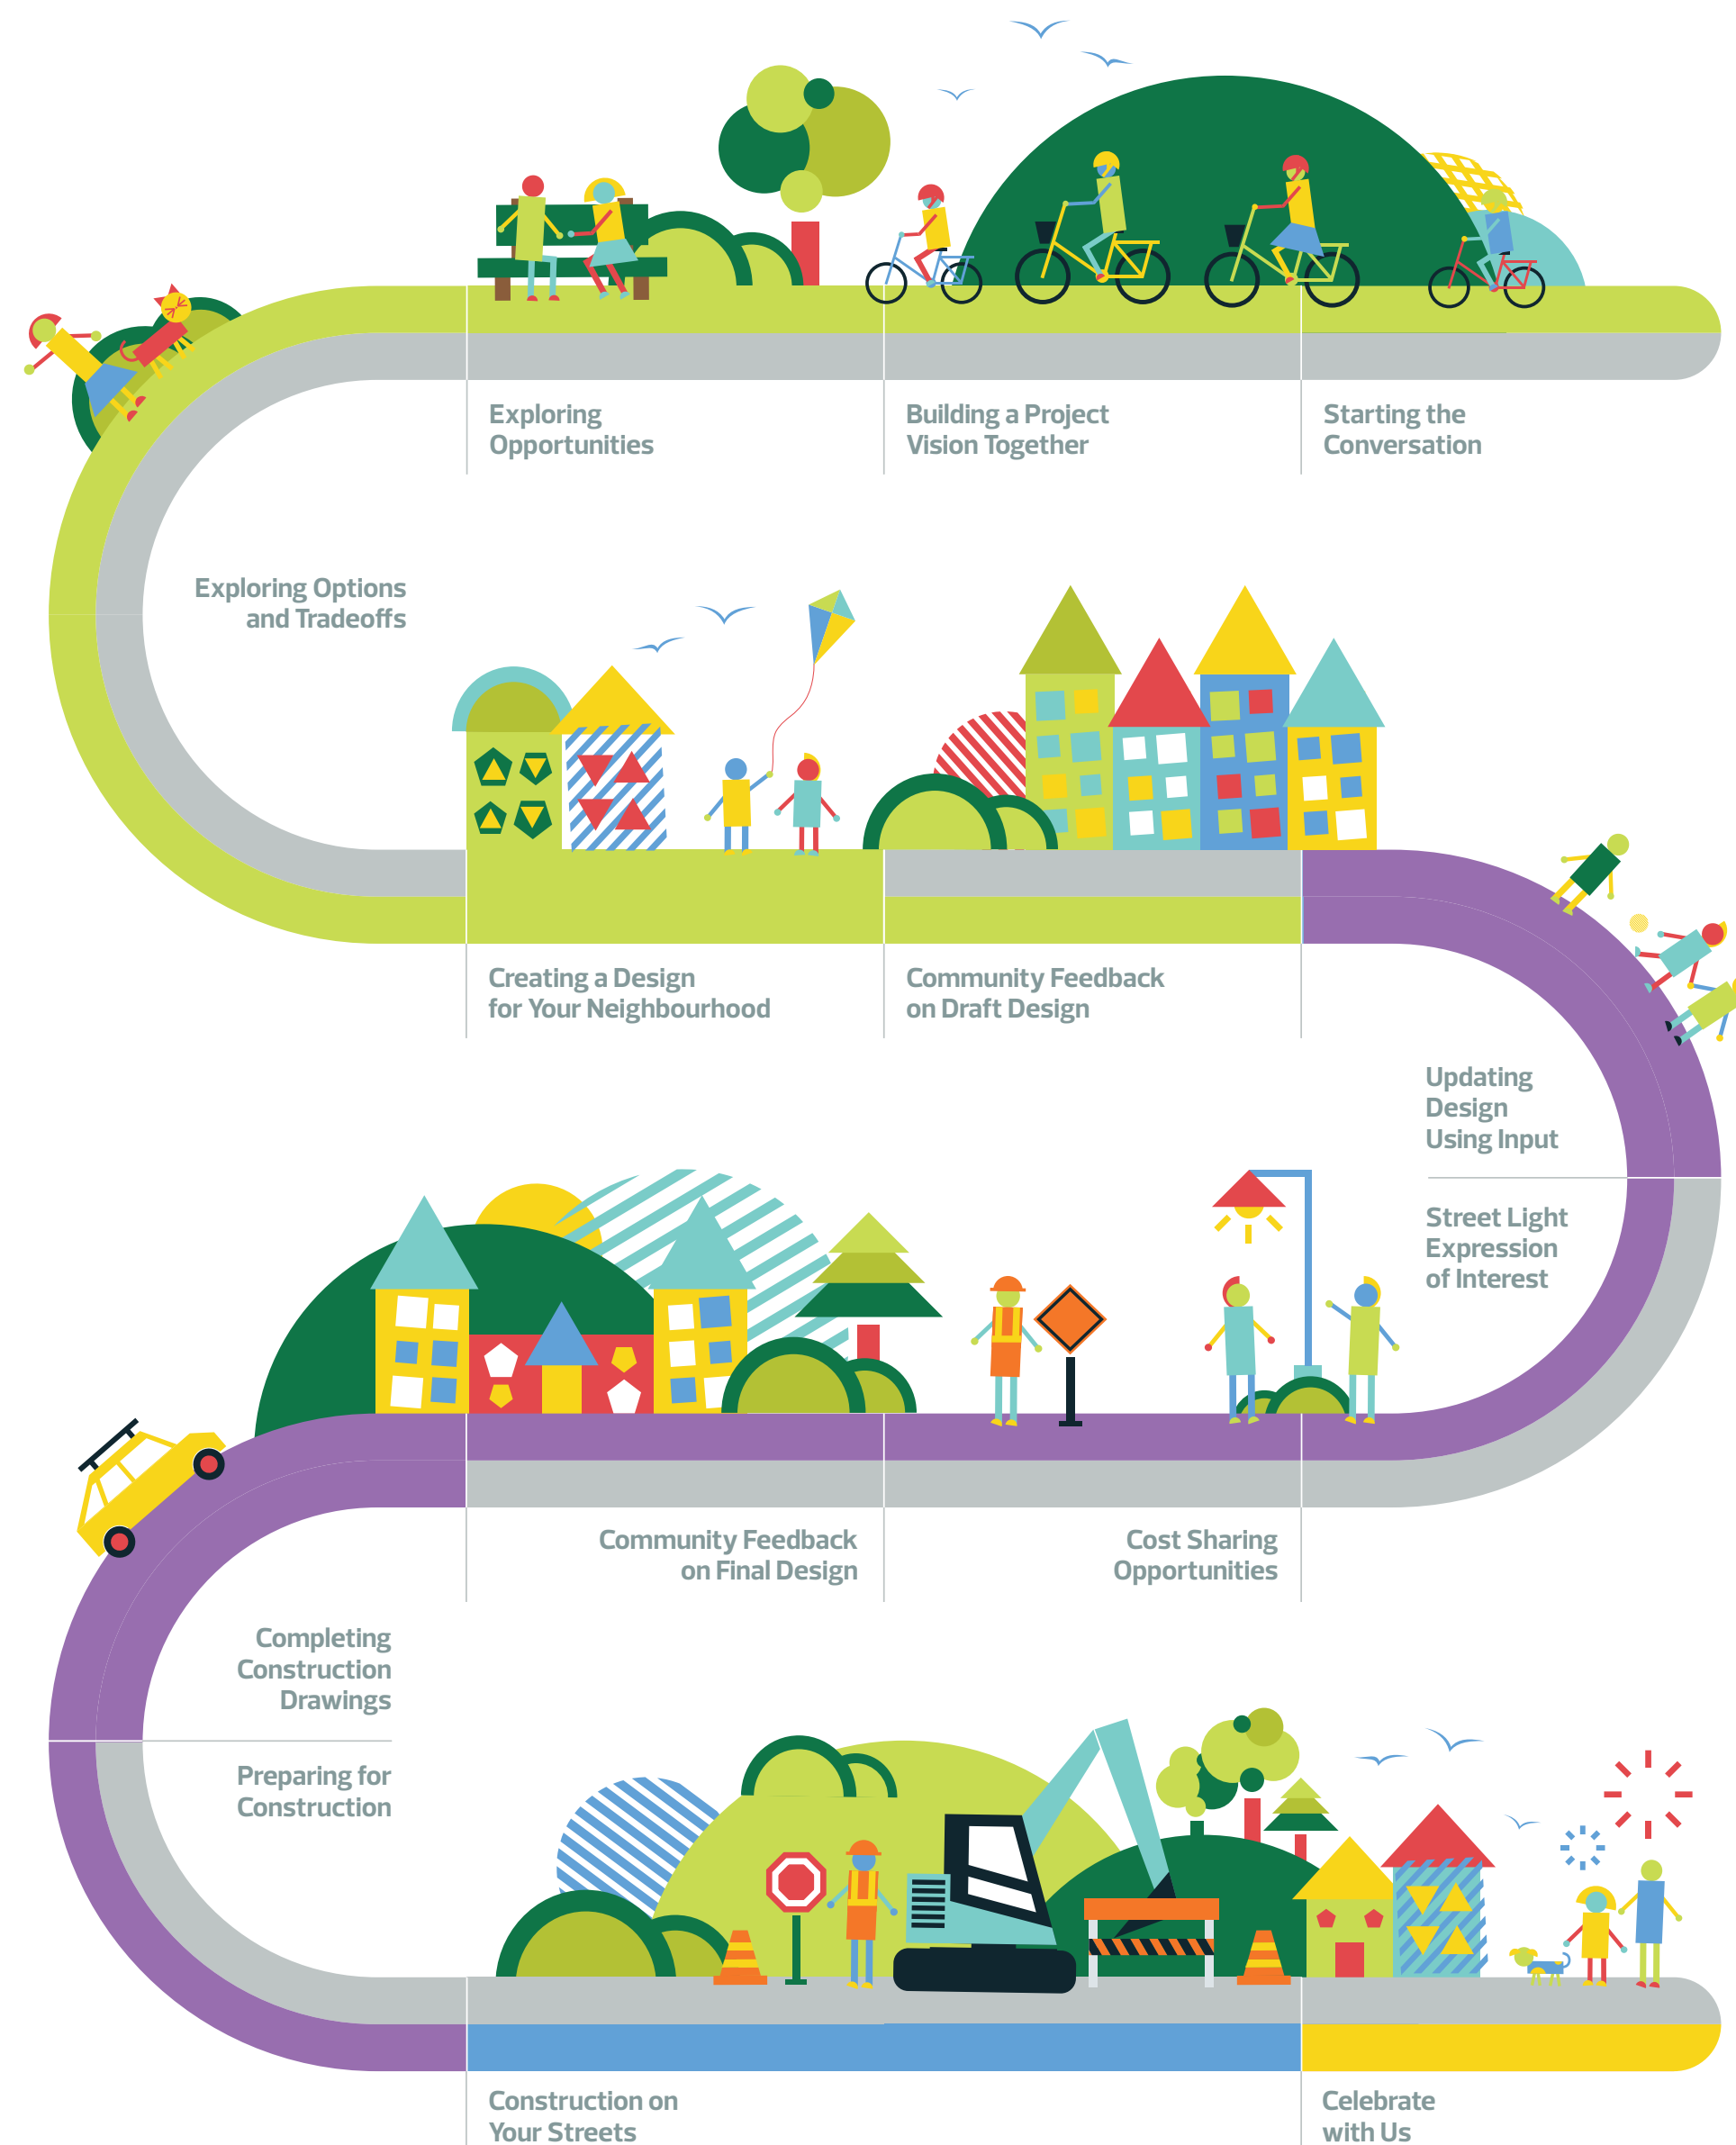 Starting the
Conversation
Building a Project
Vision Together
Exploring
Opportunities
Exploring Options
and Tradeoffs
Creating a Design
for Your Neighbourhood
Community Feedback
on Draft Design
Updating
Design
Using Input
Street Light
Expression
of Interest
Cost Sharing
Opportunities
Community Feedback
on Final Design
Completing
Construction
Drawings
Preparing for
Construction
Construction on
Your Streets
Celebrate
with Us